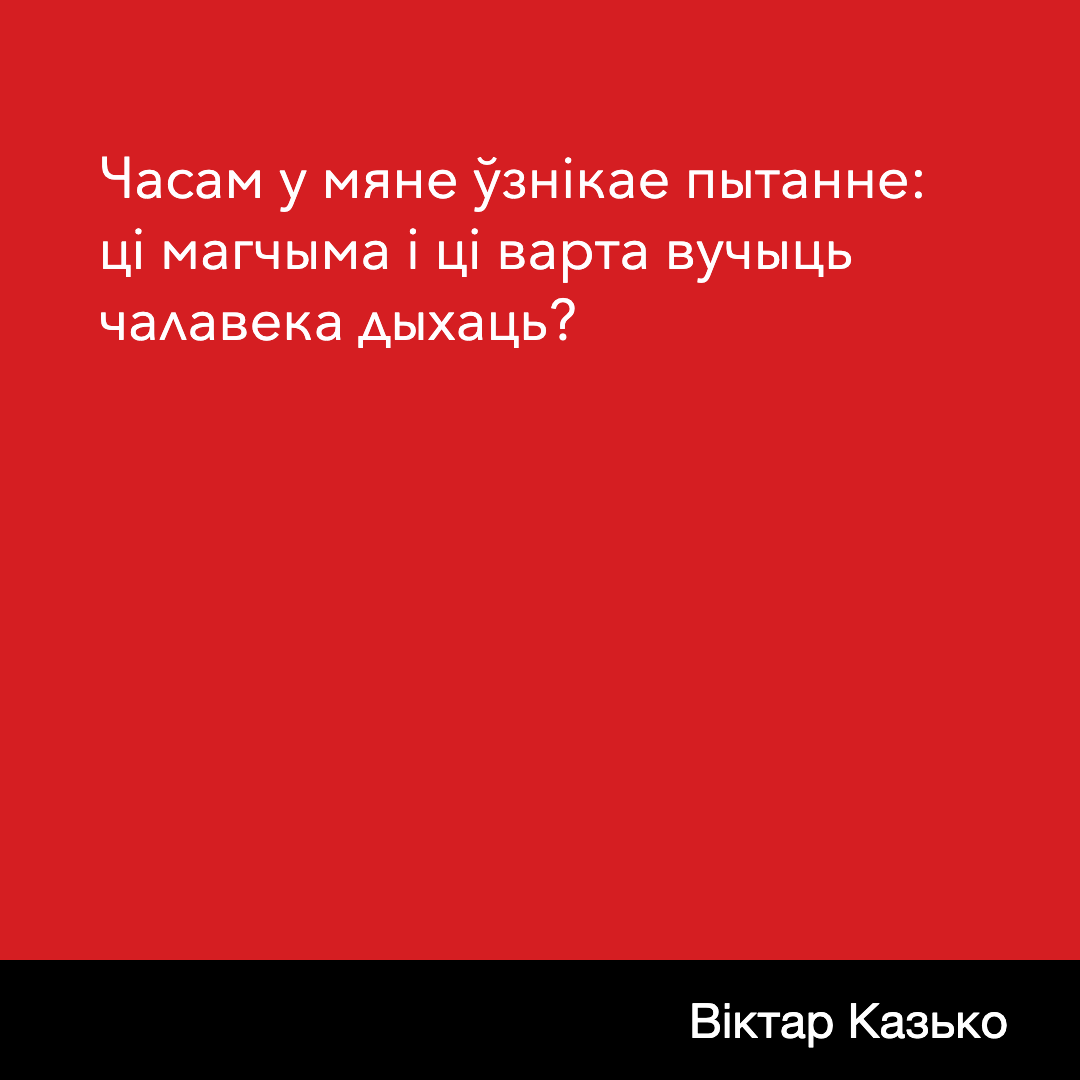 Часам у мяне ўзнікае пытанне:
ці магчыма і ці варта вучыць
чалавека дыхаць?
Віктар Казько